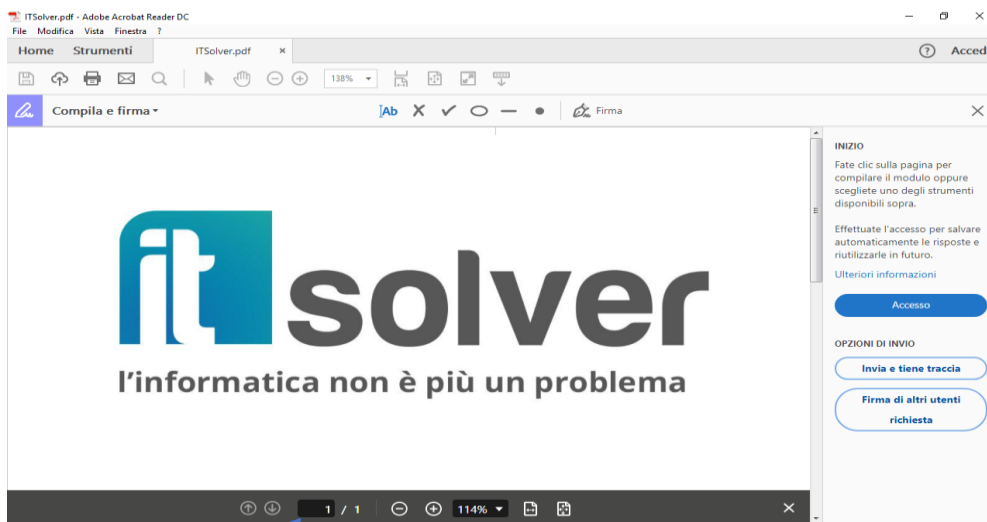 ITSolver.pdf - Adobe Acrobat Reader DC
File Modifica Vista Finestra ?
Home Strumenti ITSolver.pdf × ? Acced
138%
Compila e firma Ab Firma
INIZIO
Fate clic sulla pagina per
compilare il modulo oppure
scegliete uno degli strumenti
disponibili sopra.
Effettuate l'accesso per salvare
automaticamente le risposte e
riutilizzarle in futuro.
Ulteriori informazioni
Accesso
OPZIONI DI INVIO
Invia e tiene traccia
Firma di altri utenti
richiesta
it solver
l'informatica non è più un problema
1 / 1 114%